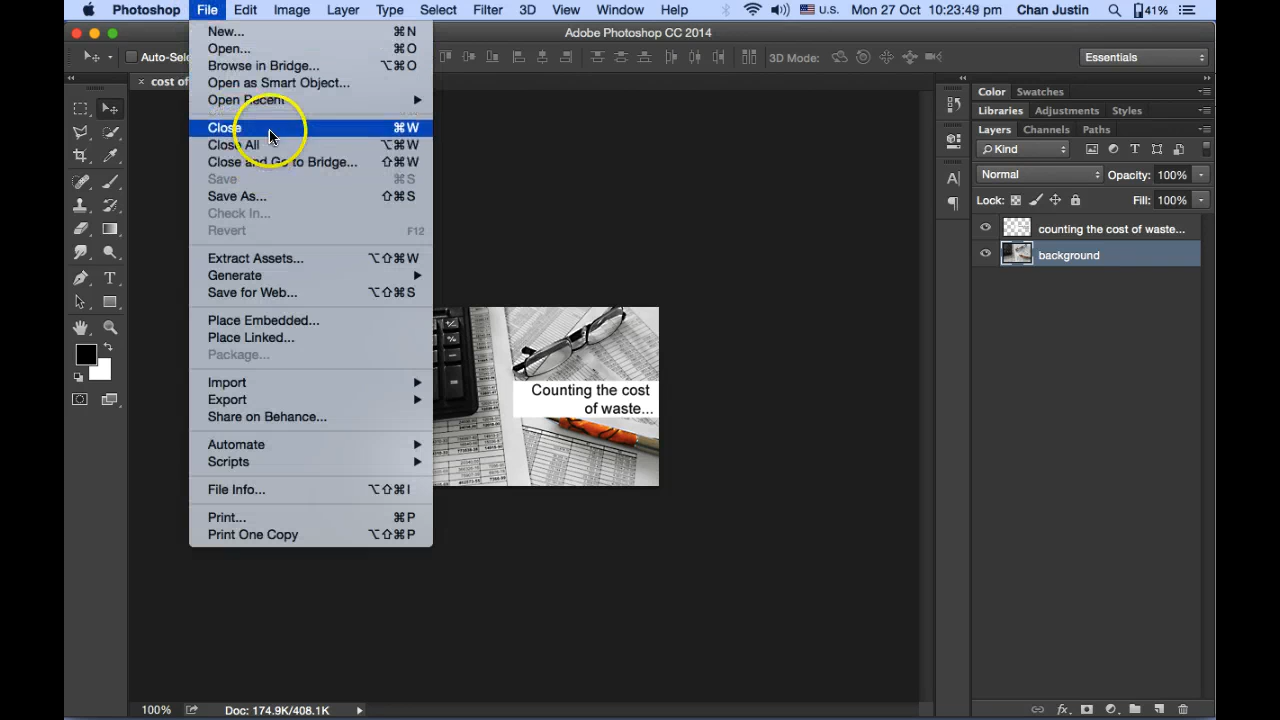 Photoshop File Edit Image Layer Type Select Filter 3D View Window Help U.S. Mon 27 Oct 10:23:49 pm Chan Justin 41%
Adobe Photoshop CC 2014
Auto-Sele 3D Mode: Essentials
cost of
New... ⌘N
Open... ⌘O
Browse in Bridge... ⌥⌘O
Open as Smart Object...
Open Recent
Close ⌘W
Close All ⌥⌘W
Close and Go to Bridge... ⇧⌘W
Save ⌘S
Save As... ⇧⌘S
Check In...
Revert F12
Extract Assets... ⌥⇧⌘W
Generate
Save for Web... ⌥⇧⌘S
Place Embedded...
Place Linked...
Package...
Import
Export
Share on Behance...
Automate
Scripts
File Info... ⌥⇧⌘I
Print... ⌘P
Print One Copy ⌥⇧⌘P
Counting the cost
of waste...
Color Swatches
Libraries Adjustments Styles
Layers Channels Paths
Kind
Normal Opacity: 100%
Lock: Fill: 100%
counting the cost of waste...
background
100% Doc: 174.9K/408.1K